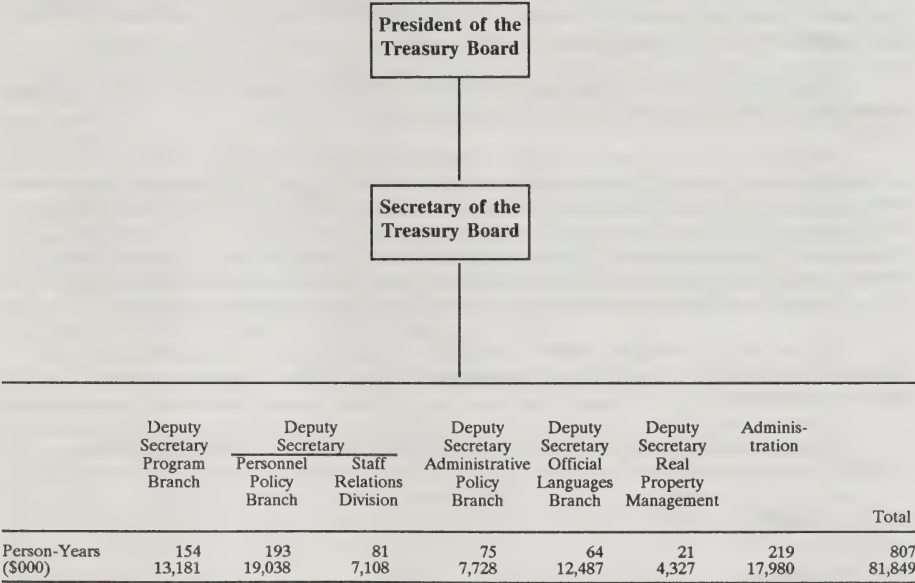 President of the
Treasury Board
Secretary of the
Treasury Board
Deputy
Secretary
Program
Branch
Deputy
Secretary
Personnel
Policy
Branch
Staff
Relations
Division
Deputy
Secretary
Administrative
Policy
Branch
Deputy
Secretary
Official
Languages
Branch
Deputy
Secretary
Real
Property
Management
Adminis-
tration
Total
Person-Years 154 193 81 75 64 21 219 807
($000) 13,181 19,038 7,108 7,728 12,487 4,327 17,980 81,849